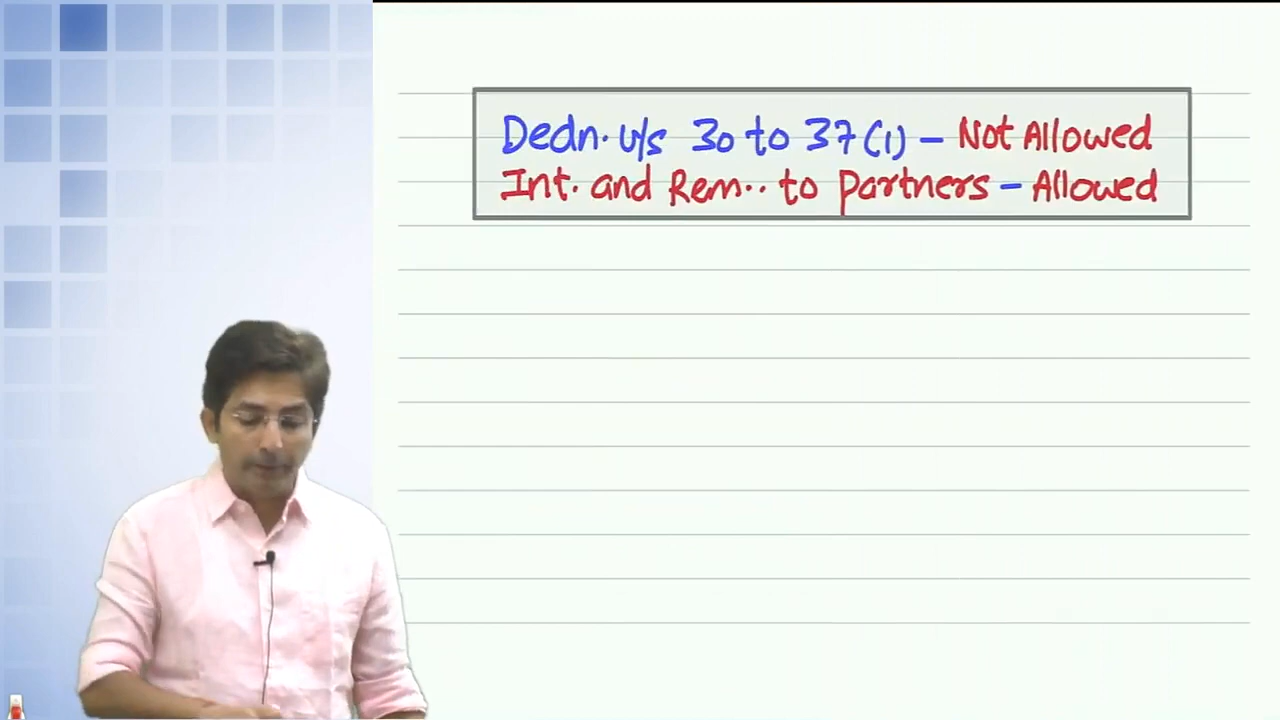 Dedn. u/s 30 to 37(1) – Not Allowed
Int. and Rem.. to partners – Allowed